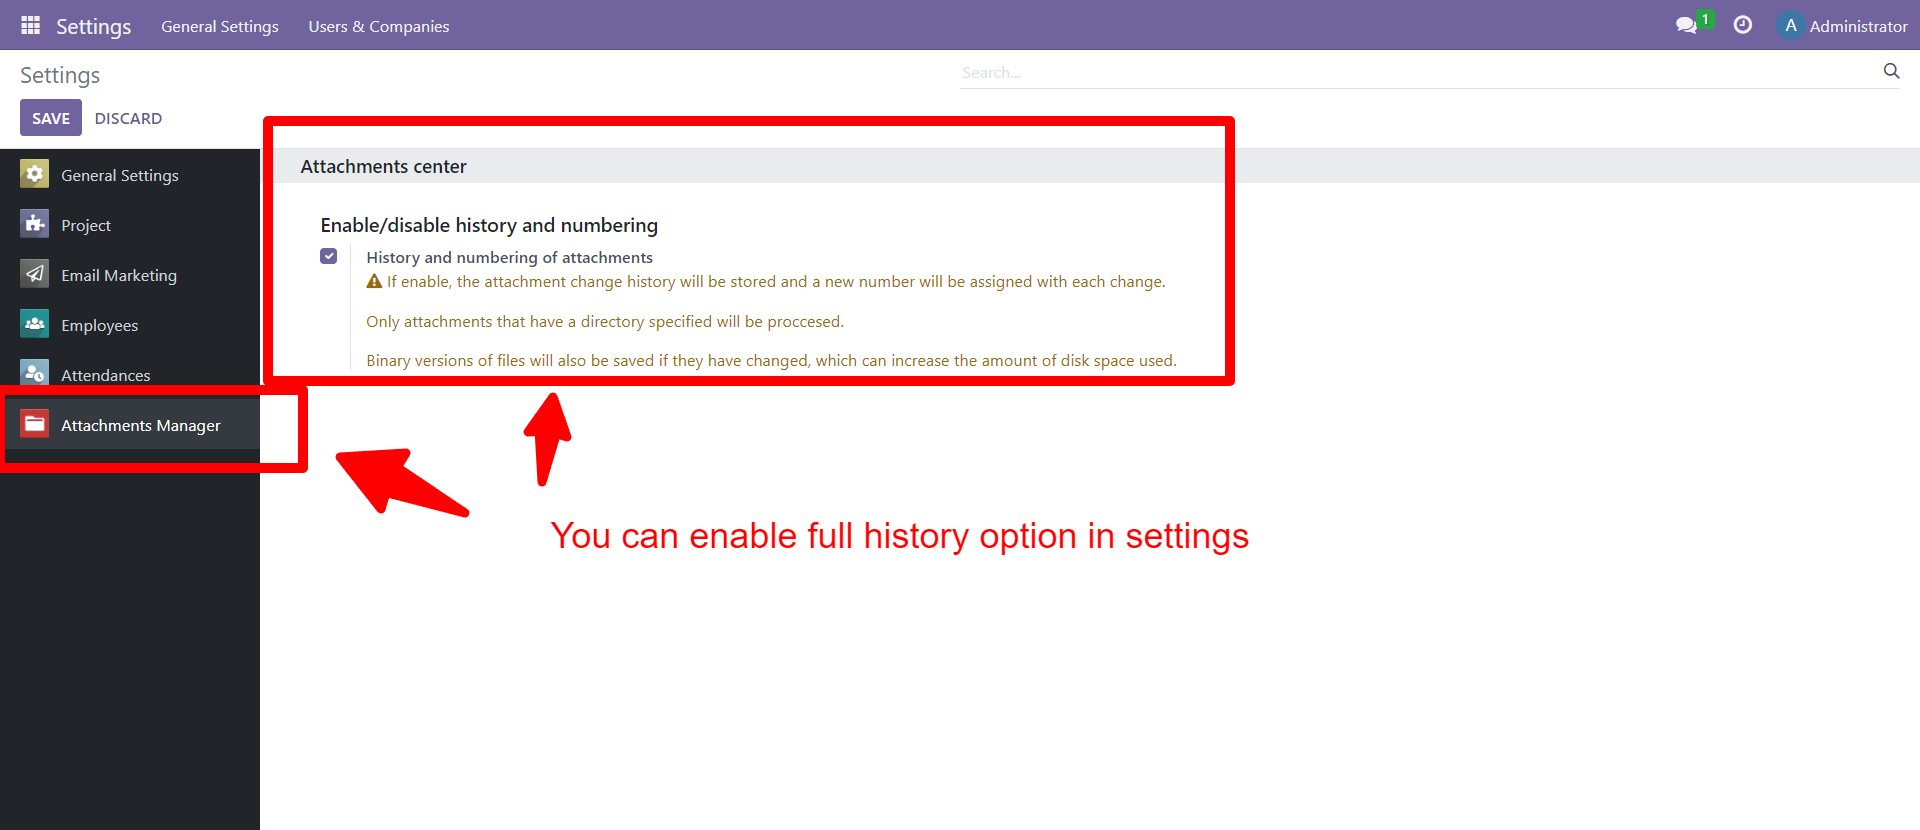 Settings General Settings Users & Companies 1 A Administrator
Settings
Search...
SAVE DISCARD
General Settings
Project
Email Marketing
Employees
Attendances
Attachments Manager
Attachments center
Enable/disable history and numbering
History and numbering of attachments
If enable, the attachment change history will be stored and a new number will be assigned with each change.
Only attachments that have a directory specified will be proccesed.
Binary versions of files will also be saved if they have changed, which can increase the amount of disk space used.
You can enable full history option in settings